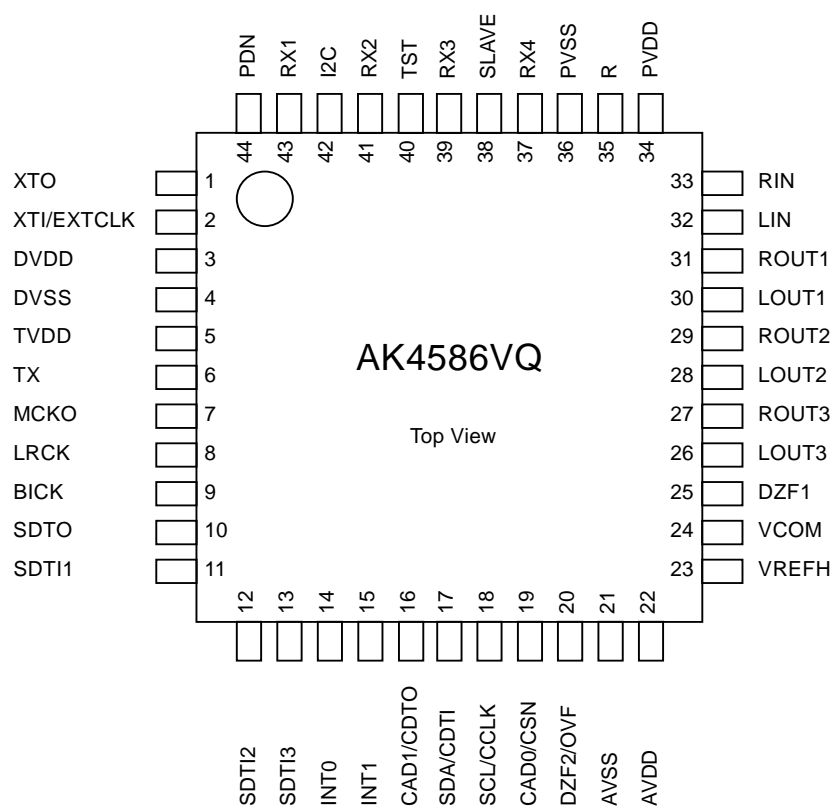 PDN
RX1
I2C
RX2
TST
RX3
SLAVE
RX4
PVSS
R
PVDD
44
43
42
41
40
39
38
37
36
35
34
XTO 1
XTI/EXTCLK 2
DVDD 3
DVSS 4
TVDD 5
TX 6
MCKO 7
LRCK 8
BICK 9
SDTO 10
SDTI1 11
AK4586VQ
Top View
33 RIN
32 LIN
31 ROUT1
30 LOUT1
29 ROUT2
28 LOUT2
27 ROUT3
26 LOUT3
25 DZF1
24 VCOM
23 VREFH
12
13
14
15
16
17
18
19
20
21
22
SDTI2
SDTI3
INT0
INT1
CAD1/CDTO
SDA/CDTI
SCL/CCLK
CAD0/CSN
DZF2/OVF
AVSS
AVDD